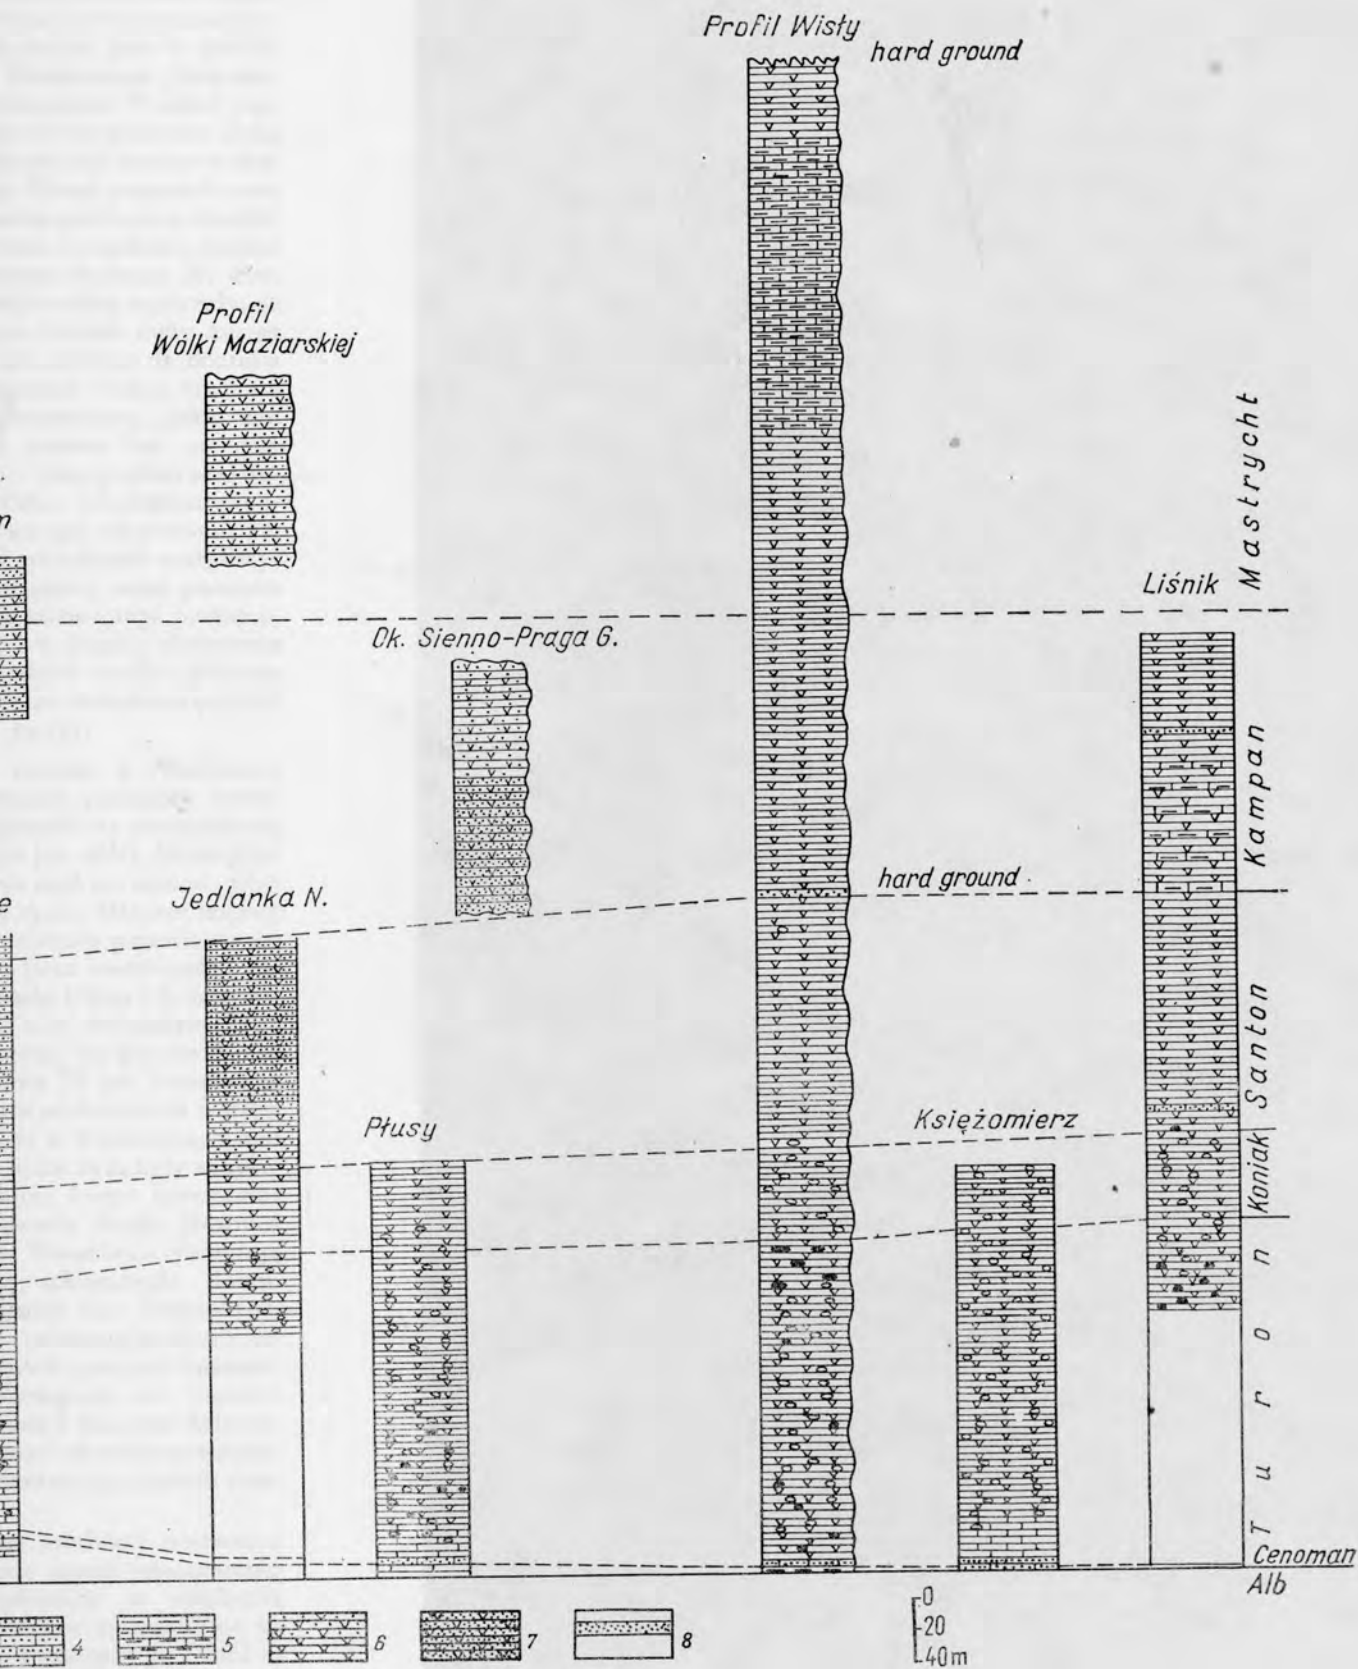 Profil Wisły
hard ground
Profil
Wólki Maziarskiej
Mastrycht
Liśnik
Ok. Sienno-Praga G.
Kampan
hard ground
Jedlanka N.
Santon
Płusy
Księżomierz
Koniak
Turon
Cenoman
Alb
4 5 6 7 8
0
20
40m